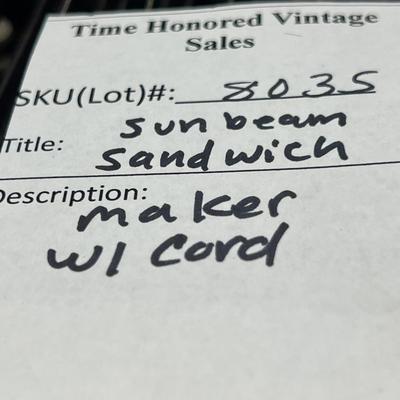 Time Honored Vintage
Sales
SKU(Lot)#: 8035
Title: sunbeam
sandwich
Description:
maker
w/ cord